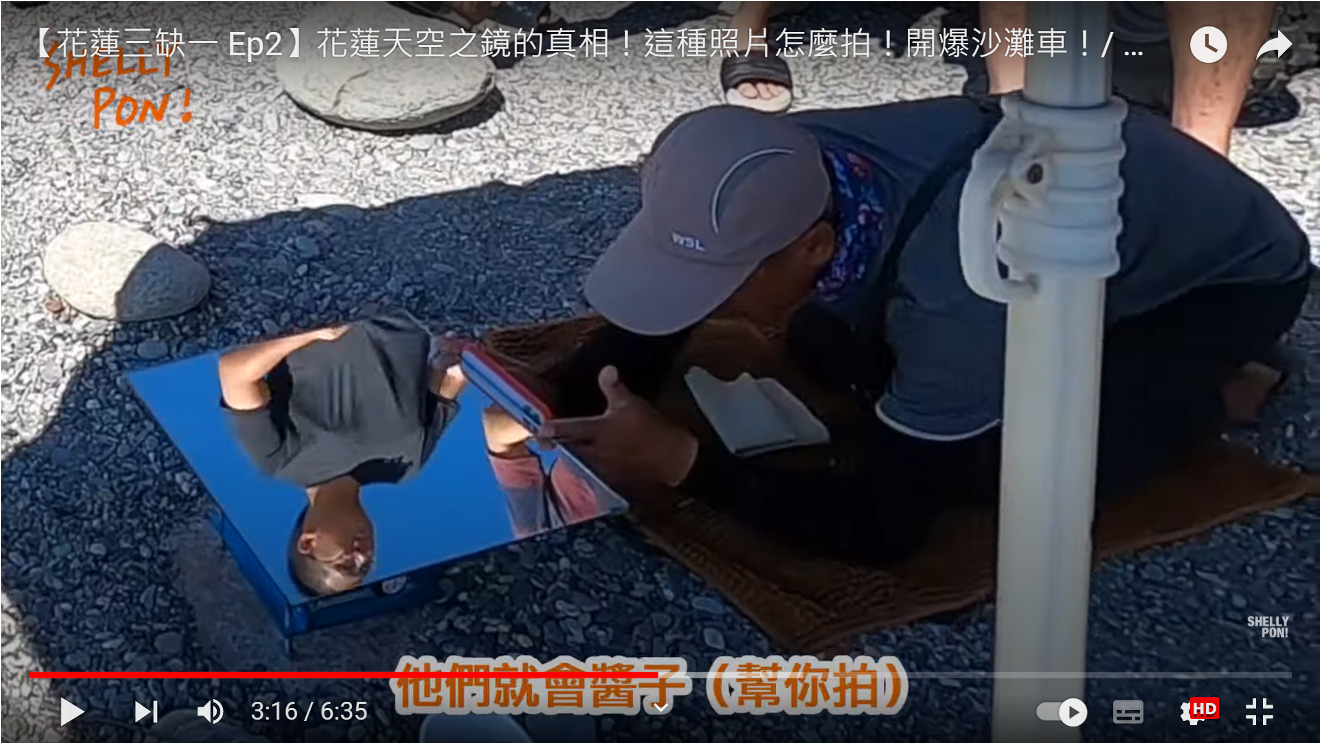 【花蓮三缺一 Ep2】花蓮天空之鏡的真相！這種照片怎麼拍！開爆沙灘車！/ ...
SHELLY
PON!
WSL
SHELLY
PON!
他們就會醬子（幫你拍）
3:16 / 6:35
HD